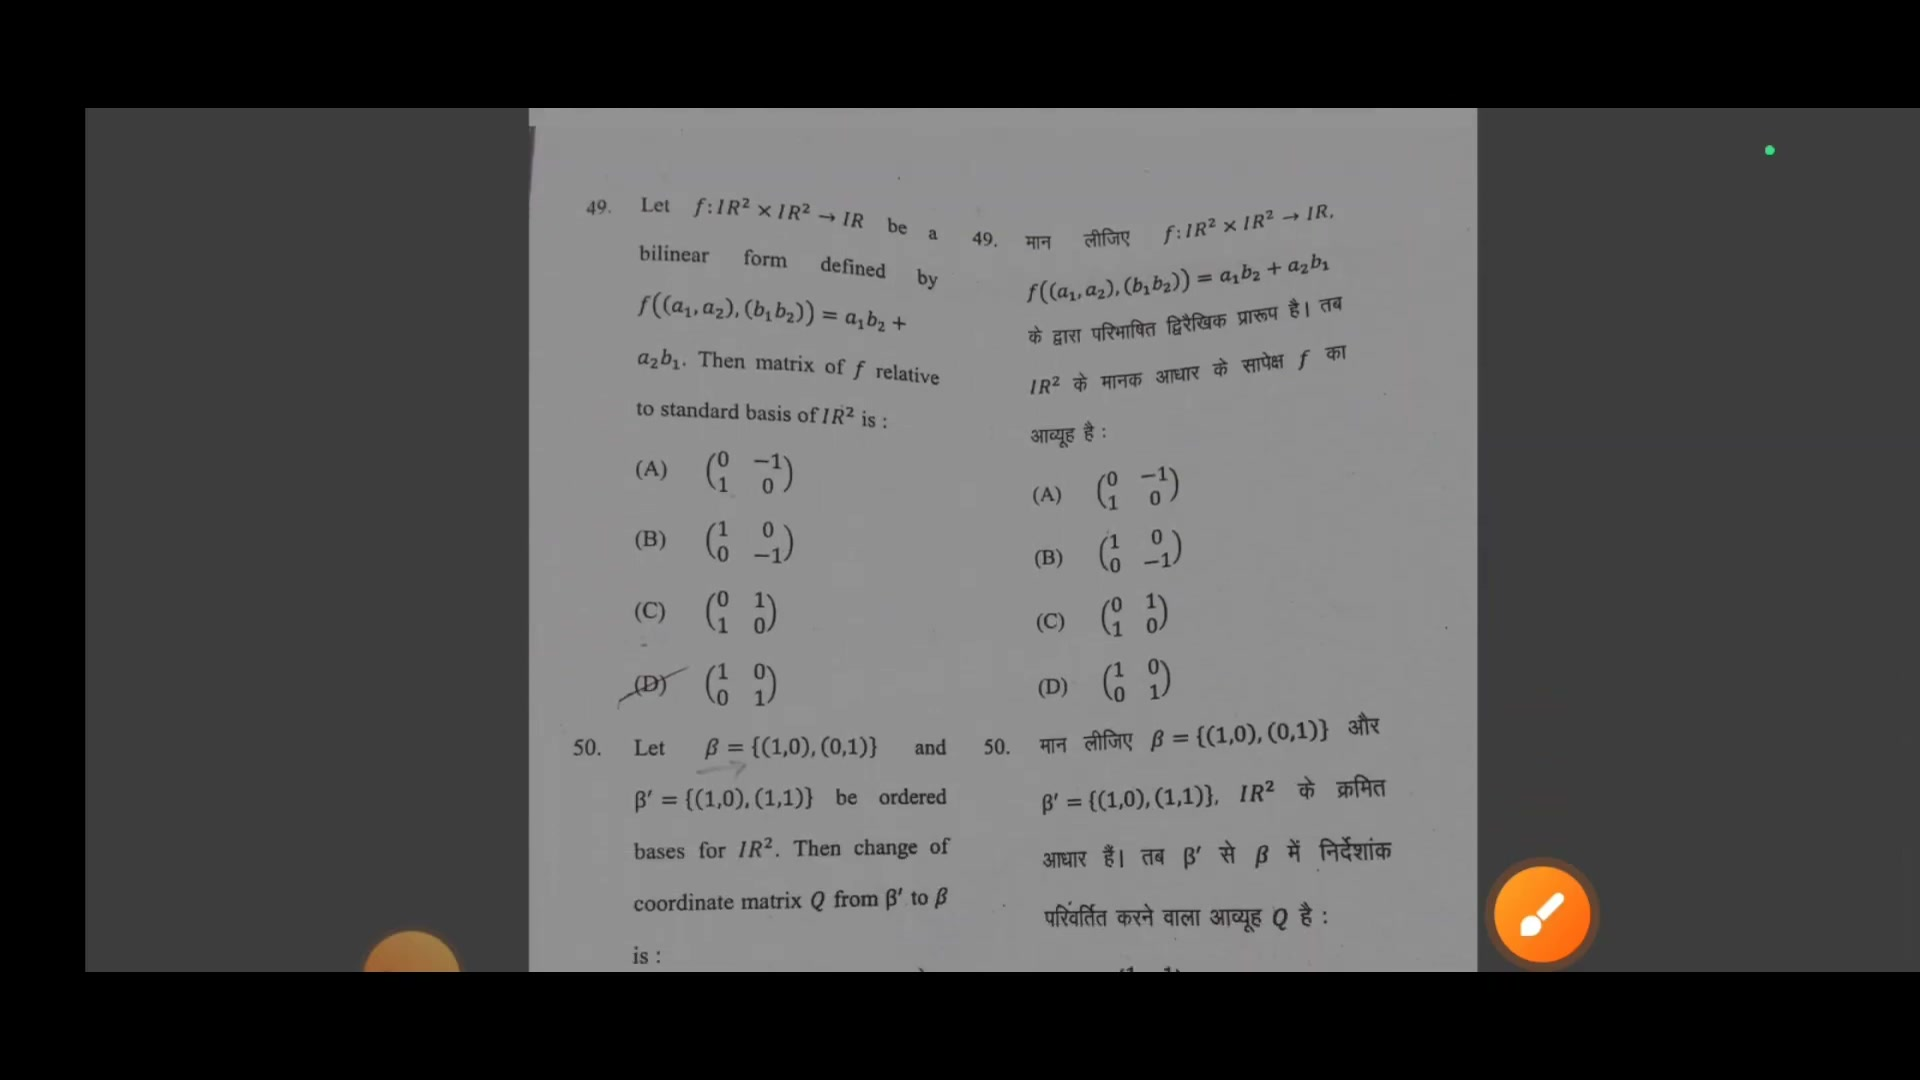 49. Let f:IR² × IR² → IR be a
bilinear form defined by
f((a₁,a₂),(b₁b₂)) = a₁b₂ +
a₂b₁. Then matrix of f relative
to standard basis of IR² is :
(A) (0 −1
1 0)
(B) (1 0
0 −1)
(C) (0 1
1 0)
(D) (1 0
0 1)
50. Let β = {(1,0),(0,1)} and
β′ = {(1,0),(1,1)} be ordered
bases for IR². Then change of
coordinate matrix Q from β′ to β
is :
49. मान लीजिए f:IR² × IR² → IR,
f((a₁,a₂),(b₁b₂)) = a₁b₂ + a₂b₁
के द्वारा परिभाषित द्विरैखिक प्रारूप है। तब
IR² के मानक आधार के सापेक्ष f का
आव्यूह है :
(A) (0 −1
1 0)
(B) (1 0
0 −1)
(C) (0 1
1 0)
(D) (1 0
0 1)
50. मान लीजिए β = {(1,0),(0,1)} और
β′ = {(1,0),(1,1)}, IR² के क्रमित
आधार हैं। तब β′ से β में निर्देशांक
परिवर्तित करने वाला आव्यूह Q है :